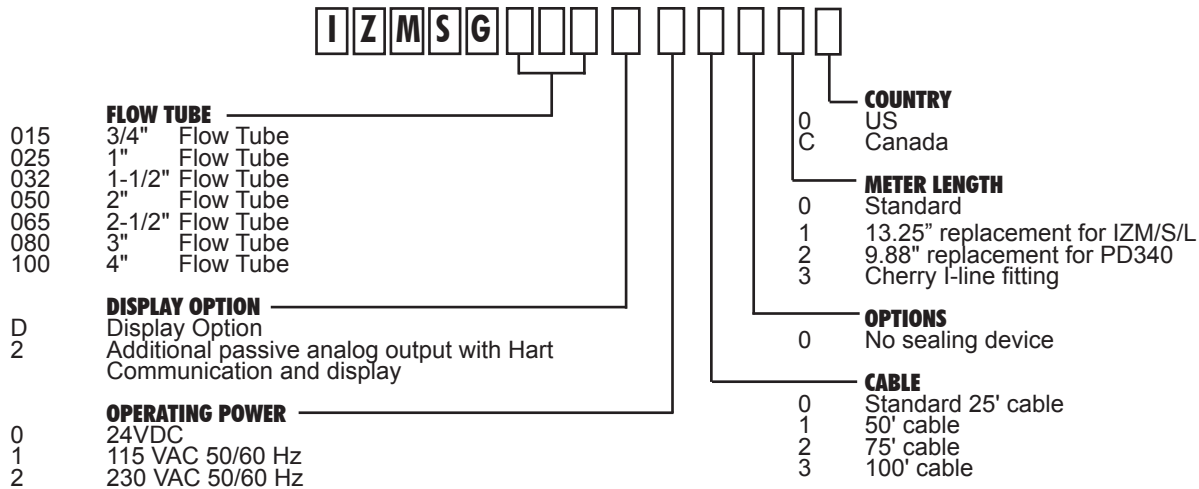 IZMSG
FLOW TUBE
015 3/4" Flow Tube
025 1" Flow Tube
032 1-1/2" Flow Tube
050 2" Flow Tube
065 2-1/2" Flow Tube
080 3" Flow Tube
100 4" Flow Tube
DISPLAY OPTION
D Display Option
2 Additional passive analog output with Hart
Communication and display
OPERATING POWER
0 24VDC
1 115 VAC 50/60 Hz
2 230 VAC 50/60 Hz
COUNTRY
0 US
C Canada
METER LENGTH
0 Standard
1 13.25” replacement for IZM/S/L
2 9.88" replacement for PD340
3 Cherry I-line fitting
OPTIONS
0 No sealing device
CABLE
0 Standard 25' cable
1 50' cable
2 75' cable
3 100' cable